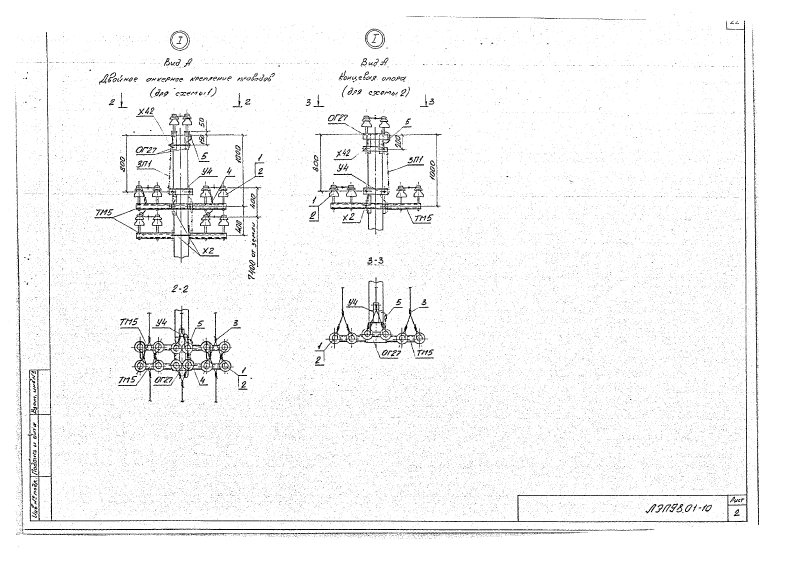 22
I
Вид А
Двойное анкерное крепление проводов
(для схемы 1)
2
2
Х42
ОГ27
ЗП1
50
150
5
У4
4
1
2
800
1000
400
400
ТМ5
Х2
7400 от земли
2-2
ТМ5
У4
5
3
ТМ5
ОГ27
4
1
2
I
Вид А
Концевая опора
(для схемы 2)
3
3
ОГ27
5
200
Х42
У4
ЗП1
800
1000
1
2
Х2
ТМ5
3-3
У4
5
3
1
2
ОГ27
ТМ5
Взам. инв. №
Подпись и дата
Инв. № подл.
ЛЭП98.01-10
Лист
2